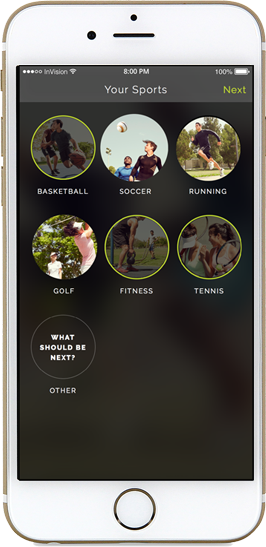 InVision 8:00 PM 100%
Your Sports Next
BASKETBALL SOCCER RUNNING
GOLF FITNESS TENNIS
WHAT
SHOULD BE
NEXT?
OTHER